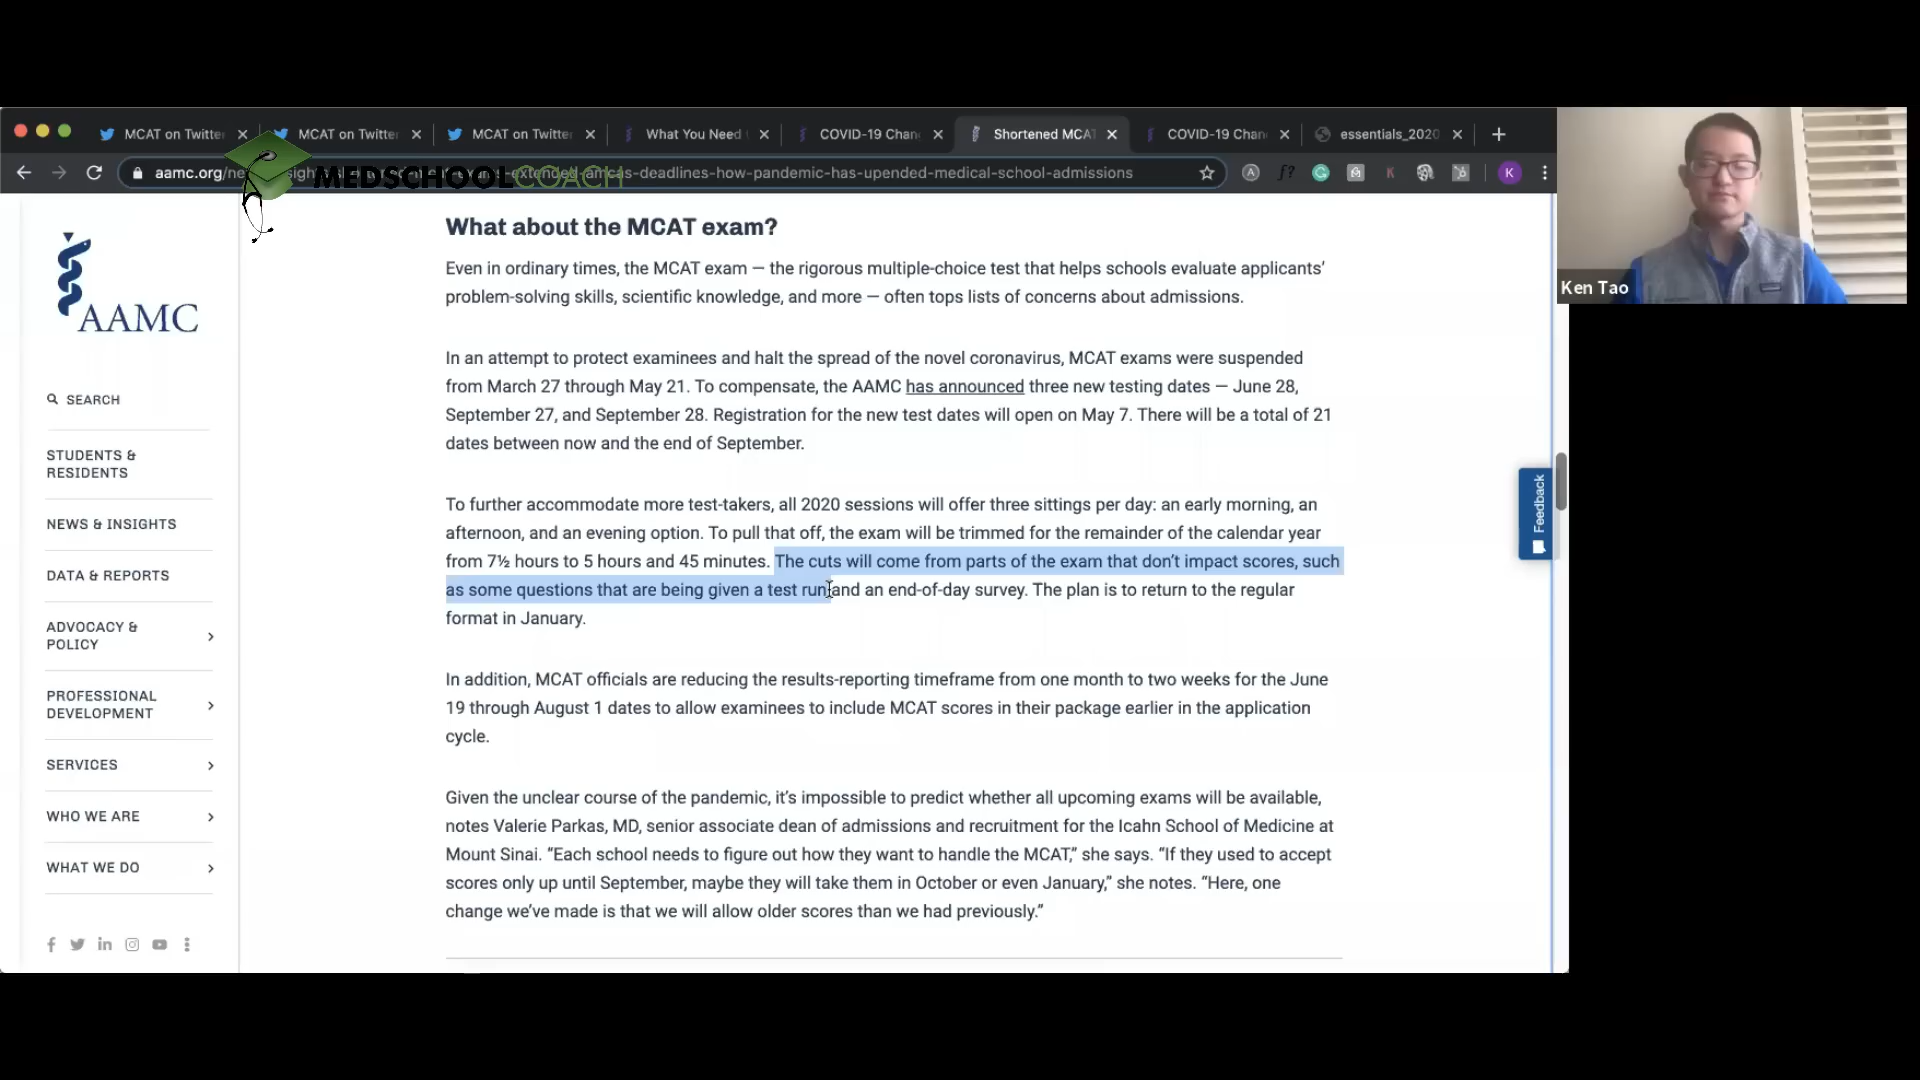 MCAT on Twitte
MCAT on Twitte
MCAT on Twitte
What You Need
COVID-19 Chan
Shortened MCA
COVID-19 Chan
essentials_2020
MEDSCHOOLCOACH
-extended-amcas-deadlines-how-pandemic-has-upended-medical-school-admissions
aamc.org/ne
K
Ken Tao
AAMC
SEARCH
STUDENTS &
RESIDENTS
NEWS & INSIGHTS
DATA & REPORTS
ADVOCACY &
POLICY
PROFESSIONAL
DEVELOPMENT
SERVICES
WHO WE ARE
WHAT WE DO
What about the MCAT exam?
Even in ordinary times, the MCAT exam — the rigorous multiple-choice test that helps schools evaluate applicants’
problem-solving skills, scientific knowledge, and more — often tops lists of concerns about admissions.
In an attempt to protect examinees and halt the spread of the novel coronavirus, MCAT exams were suspended
from March 27 through May 21. To compensate, the AAMC has announced three new testing dates — June 28,
September 27, and September 28. Registration for the new test dates will open on May 7. There will be a total of 21
dates between now and the end of September.
To further accommodate more test-takers, all 2020 sessions will offer three sittings per day: an early morning, an
afternoon, and an evening option. To pull that off, the exam will be trimmed for the remainder of the calendar year
from 7½ hours to 5 hours and 45 minutes. The cuts will come from parts of the exam that don’t impact scores, such
as some questions that are being given a test run and an end-of-day survey. The plan is to return to the regular
format in January.
In addition, MCAT officials are reducing the results-reporting timeframe from one month to two weeks for the June
19 through August 1 dates to allow examinees to include MCAT scores in their package earlier in the application
cycle.
Given the unclear course of the pandemic, it’s impossible to predict whether all upcoming exams will be available,
notes Valerie Parkas, MD, senior associate dean of admissions and recruitment for the Icahn School of Medicine at
Mount Sinai. “Each school needs to figure out how they want to handle the MCAT,” she says. “If they used to accept
scores only up until September, maybe they will take them in October or even January,” she notes. “Here, one
change we’ve made is that we will allow older scores than we had previously.”
Feedback